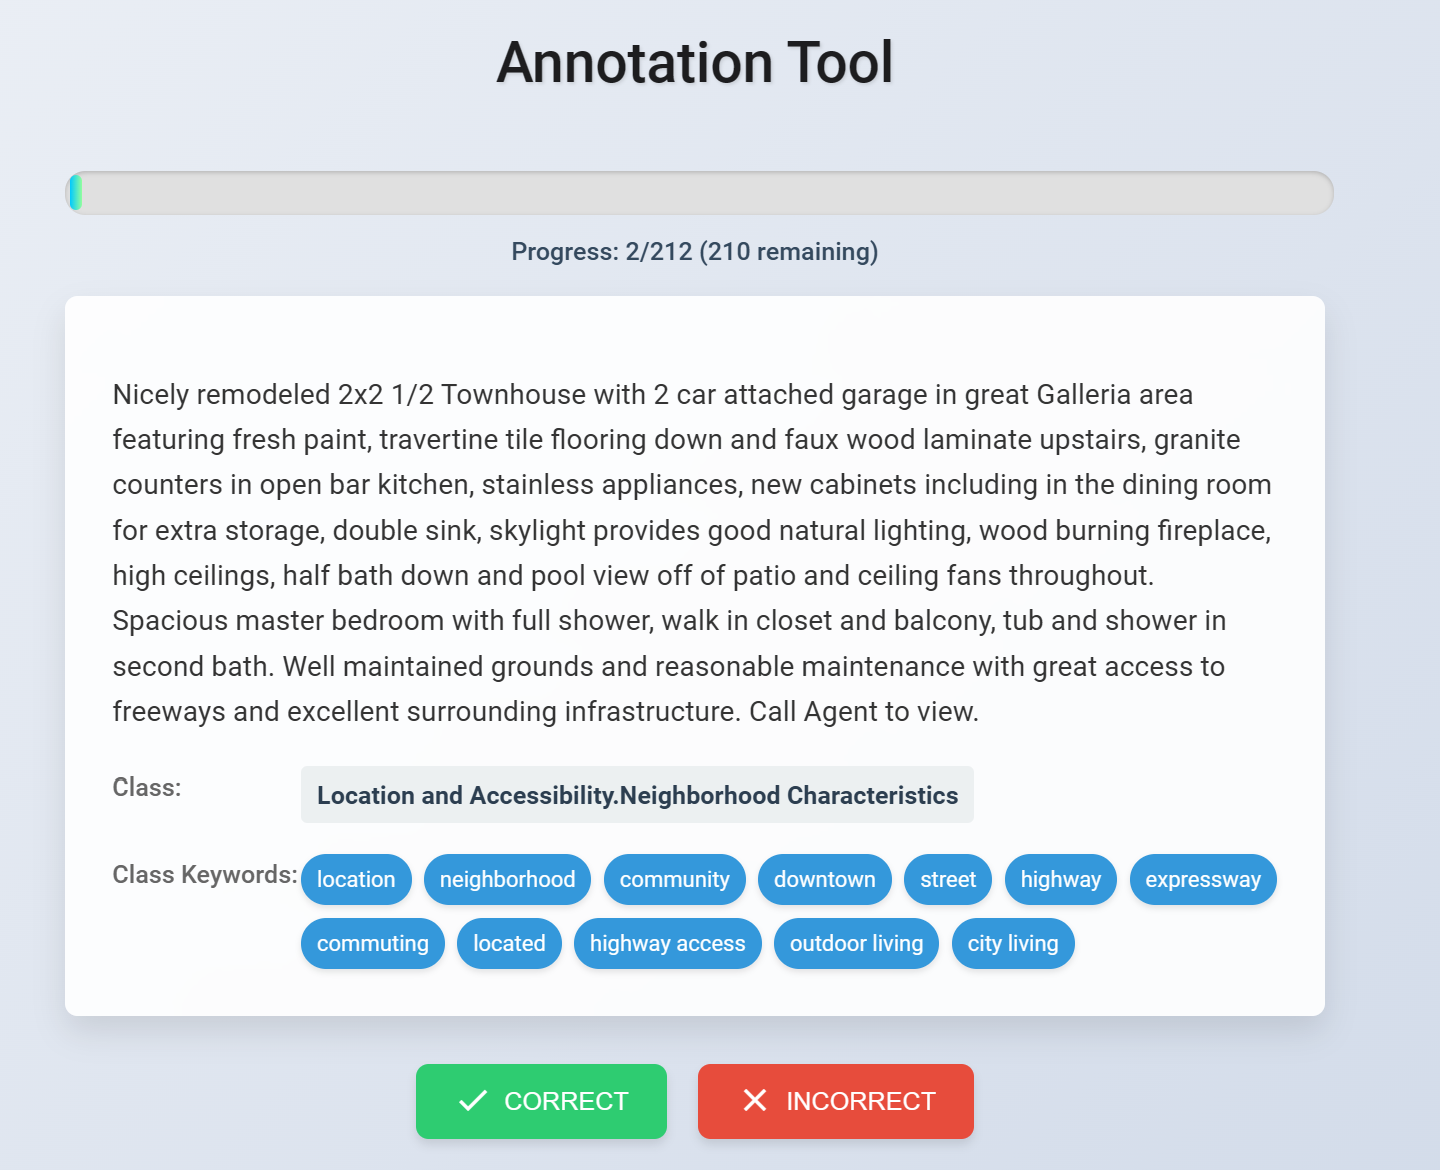 Annotation Tool
Progress: 2/212 (210 remaining)
Nicely remodeled 2x2 1/2 Townhouse with 2 car attached garage in great Galleria area
featuring fresh paint, travertine tile flooring down and faux wood laminate upstairs, granite
counters in open bar kitchen, stainless appliances, new cabinets including in the dining room
for extra storage, double sink, skylight provides good natural lighting, wood burning fireplace,
high ceilings, half bath down and pool view off of patio and ceiling fans throughout.
Spacious master bedroom with full shower, walk in closet and balcony, tub and shower in
second bath. Well maintained grounds and reasonable maintenance with great access to
freeways and excellent surrounding infrastructure. Call Agent to view.
Class: Location and Accessibility.Neighborhood Characteristics
Class Keywords: location neighborhood community downtown street highway expressway
commuting located highway access outdoor living city living
CORRECT INCORRECT